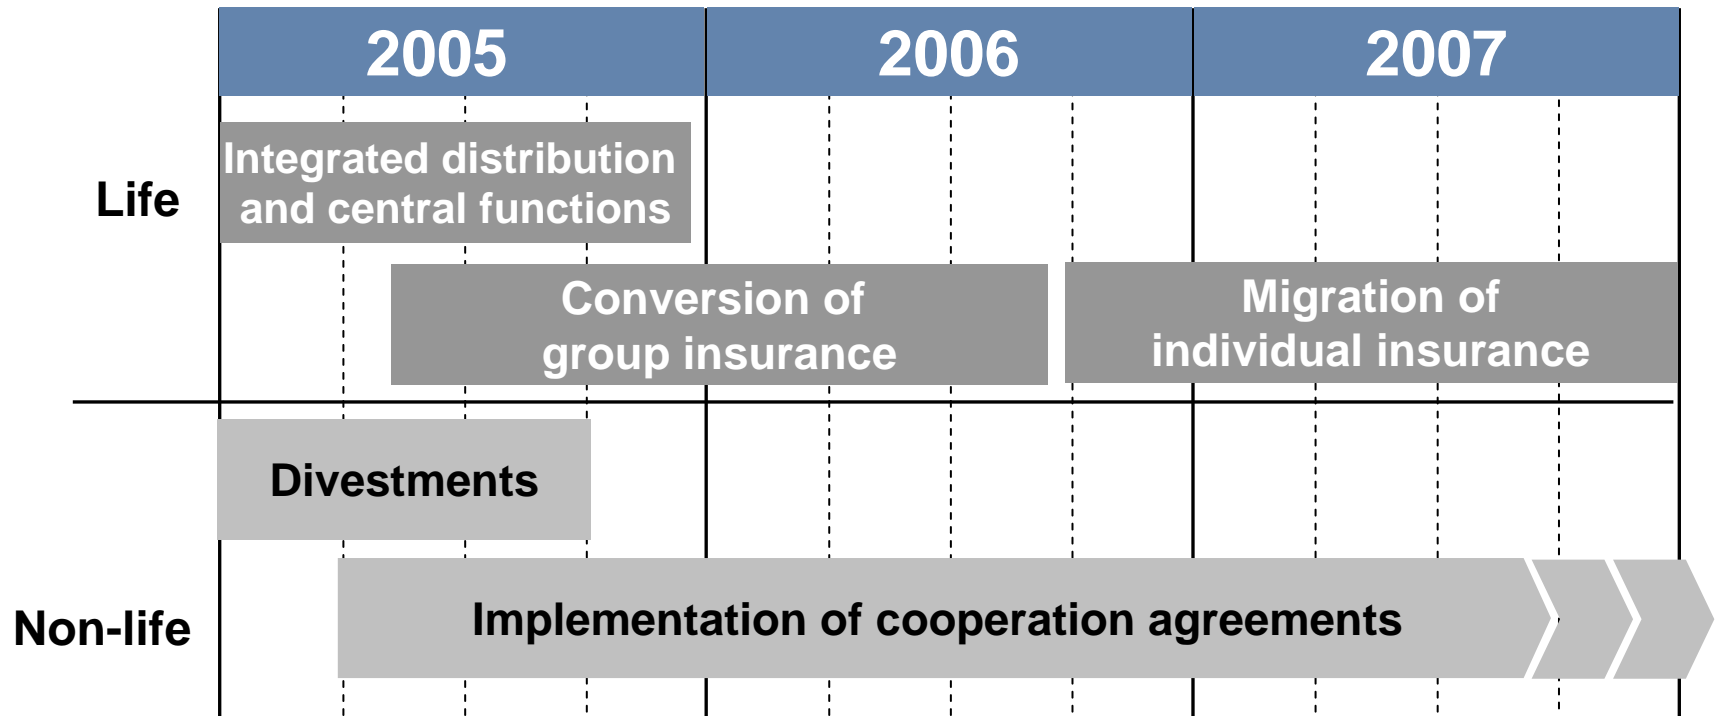 2005
2006
2007
Life
Integrated distribution
and central functions
Conversion of
group insurance
Migration of
individual insurance
Divestments
Non-life
Implementation of cooperation agreements